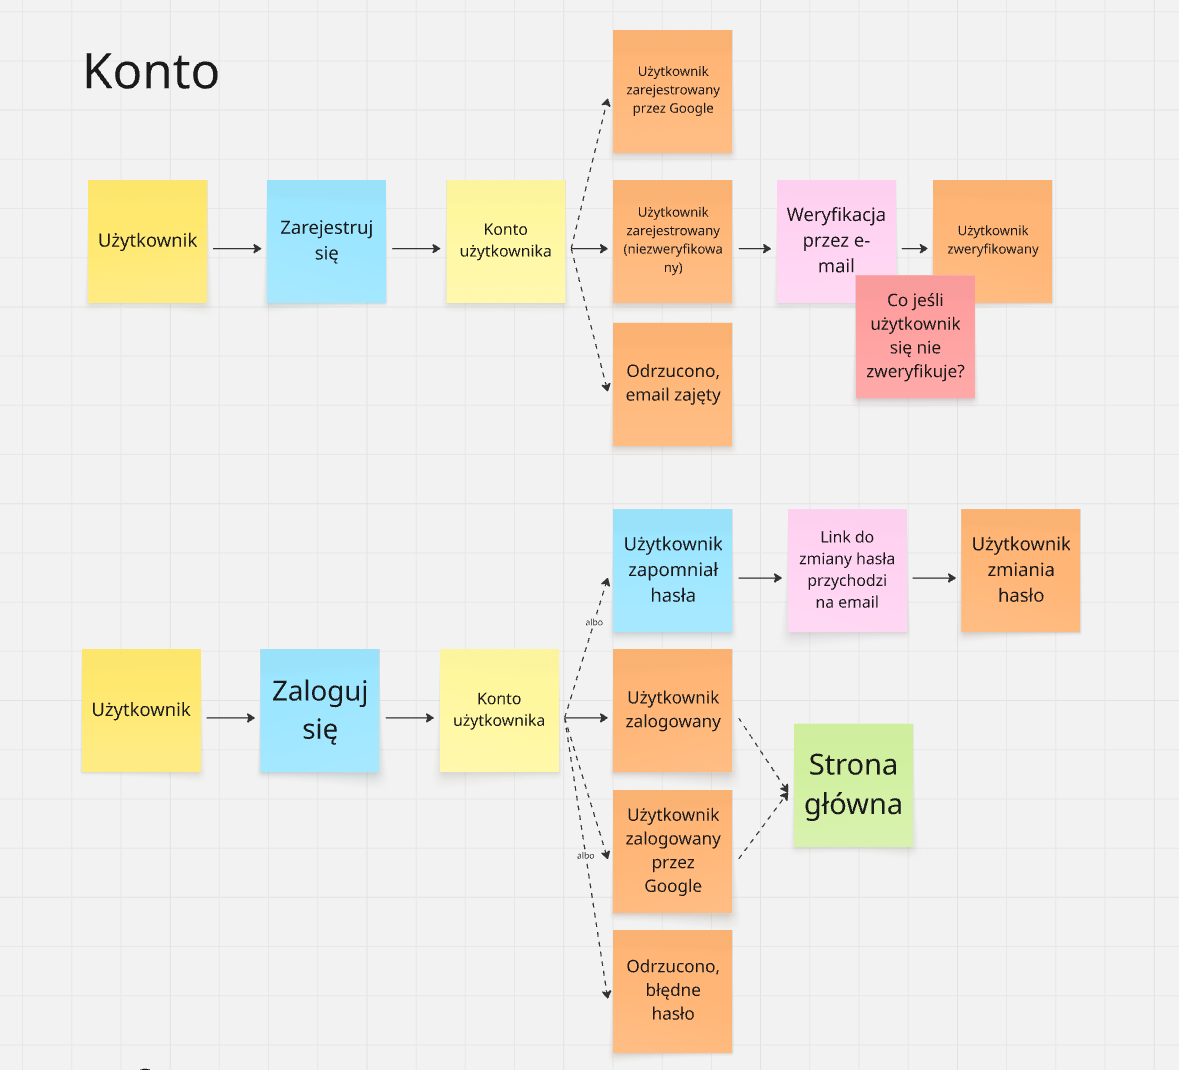 Konto
Użytkownik
zarejestrowany
przez Google
Użytkownik
Zarejestruj
się
Konto
użytkownika
Użytkownik
zarejestrowany
(niezweryfikowa
ny)
Weryfikacja
przez e-
mail
Użytkownik
zweryfikowany
Co jeśli
użytkownik
się nie
zweryfikuje?
Odrzucono,
email zajęty
Użytkownik
zapomniał
hasła
Link do
zmiany hasła
przychodzi
na email
Użytkownik
zmiania
hasło
albo
Użytkownik
Zaloguj
się
Konto
użytkownika
Użytkownik
zalogowany
Strona
główna
Użytkownik
zalogowany
przez
Google
albo
Odrzucono,
błędne
hasło